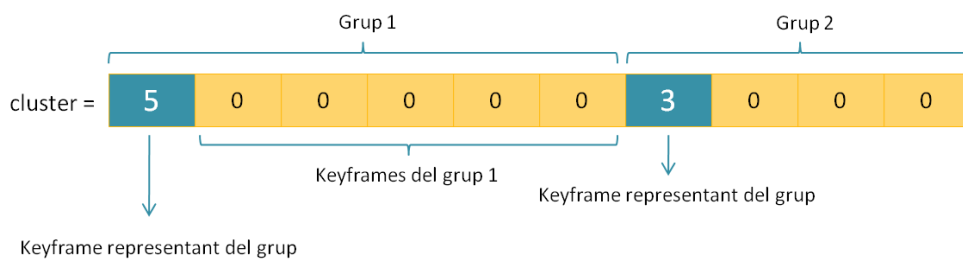 Grup 1
Grup 2
cluster = 5 0 0 0 0 0 3 0 0 0
Keyframes del grup 1
Keyframe representant del grup
Keyframe representant del grup